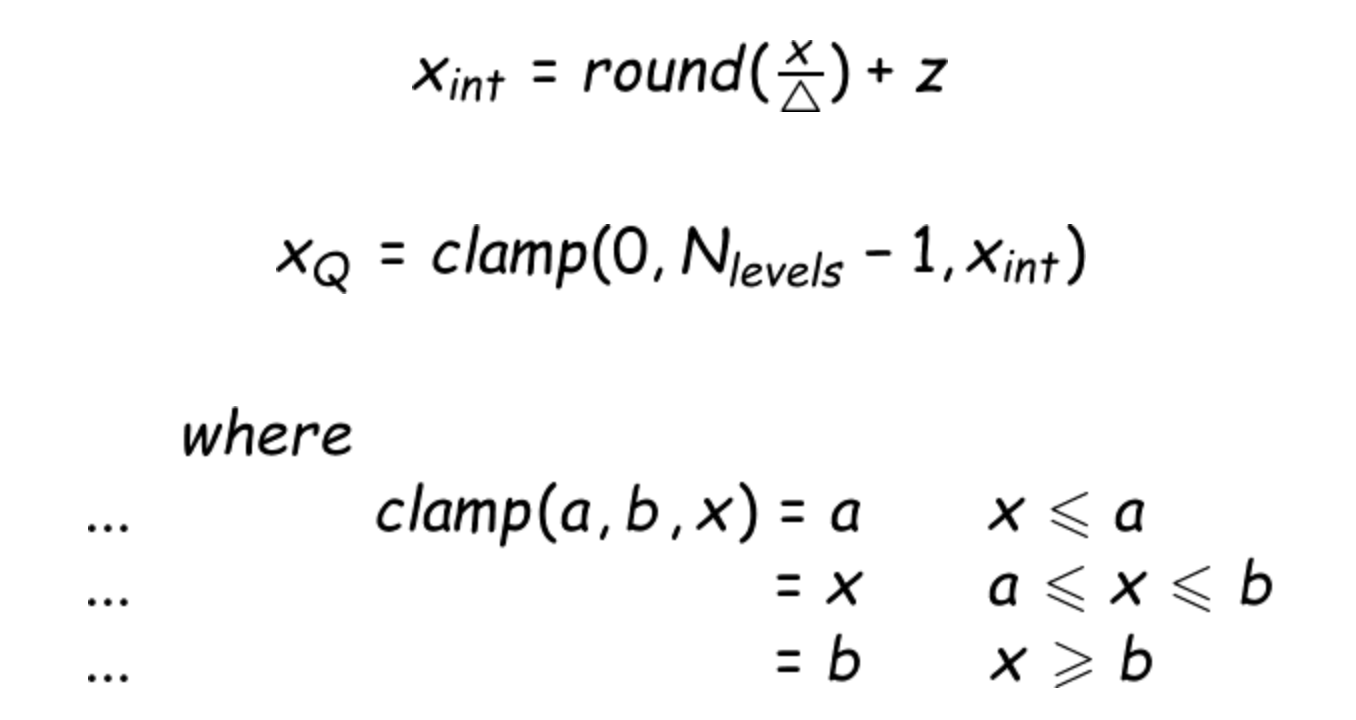 x_int = round(x/△) + z
x_Q = clamp(0, N_levels − 1, x_int)
where
... clamp(a, b, x) = a x ⩽ a
... = x a ⩽ x ⩽ b
... = b x ⩾ b